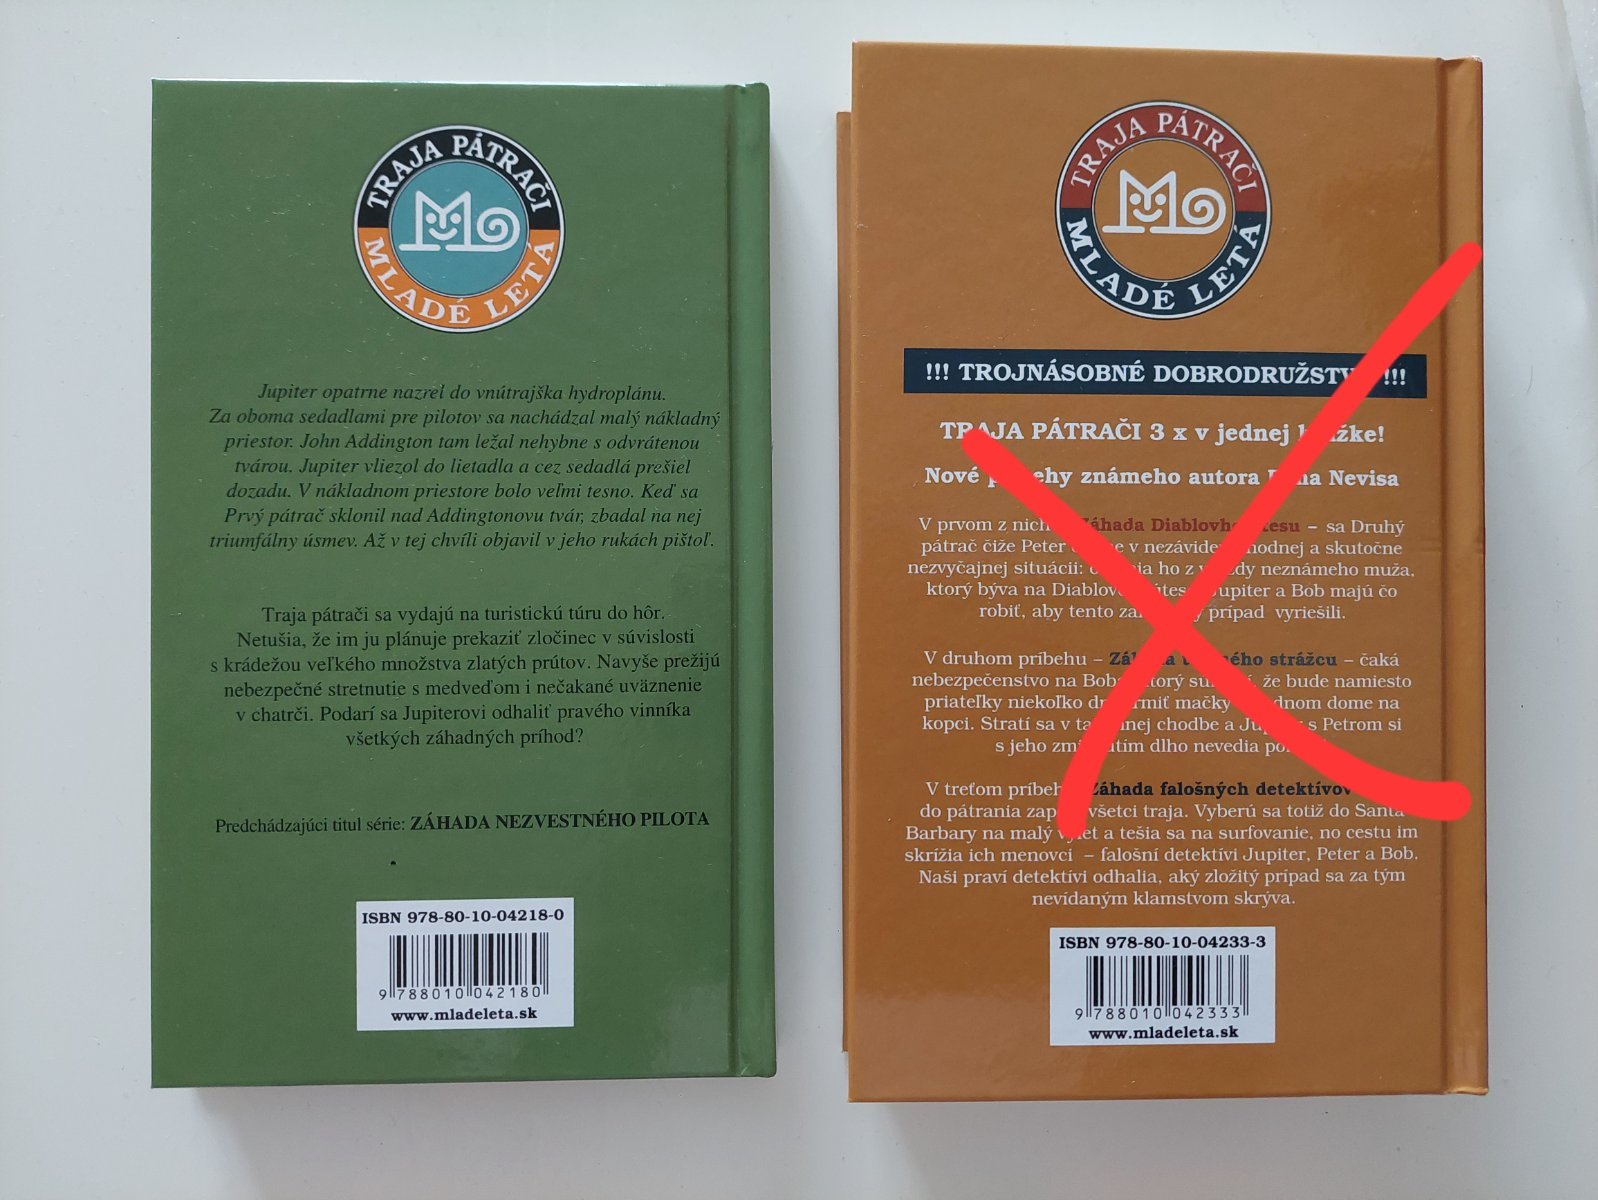 TRAJA PÁTRAČI
MLADÉ LETÁ
Jupiter opatrne nazrel do vnútrajška hydroplánu.
Za oboma sedadlami pre pilotov sa nachádzal malý nákladný
priestor. John Addington tam ležal nehybne s odvrátenou
tvárou. Jupiter vliezol do lietadla a cez sedadlá prešiel
dozadu. V nákladnom priestore bolo veľmi tesno. Keď sa
Prvý pátrač sklonil nad Addingtonovu tvár, zbadal na nej
triumfálny úsmev. Až v tej chvíli objavil v jeho rukách pištoľ.
Traja pátrači sa vydajú na turistickú túru do hôr.
Netušia, že im ju plánuje prekaziť zločinec v súvislosti
s krádežou veľkého množstva zlatých prútov. Navyše prežijú
nebezpečné stretnutie s medveďom i nečakané uväznenie
v chatrči. Podarí sa Jupiterovi odhaliť pravého vinníka
všetkých záhadných príhod?
Predchádzajúci titul série: ZÁHADA NEZVESTNÉHO PILOTA
ISBN 978-80-10-04218-0
9 788010 042180
www.mladeleta.sk
TRAJA PÁTRAČI
MLADÉ LETÁ
!!! TROJNÁSOBNÉ !!!
TRAJA PÁTRAČI 3 x v jednej
Nové známeho autora Nevisa
V prvom z nich – sa Druhý
pátrač čiže Peter v a skutočne
nezvyčajnej situácii: ho z neznámeho muža,
ktorý býva na Jupiter a Bob majú čo
robiť, aby tento prípad vyriešili.
V druhom príbehu – strážcu – čaká
nebezpečenstvo na že bude namiesto
priateľky niekoľko mačky dome na
kopci. Stratí sa v chodbe a s Petrom si
s jeho dlho nevedia
V treťom Záhada falošných
do pátrania všetci traja. Vyberú sa totiž do Santa
Barbary na malý a tešia sa na surfovanie, no cestu im
skrížia ich menovci – falošní detektívi Jupiter, Peter a Bob.
Naši praví detektívi odhalia, aký zložitý prípad sa za tým
nevídaným klamstvom skrýva.
ISBN 978-80-10-04233-3
9 788010 042333
www.mladeleta.sk